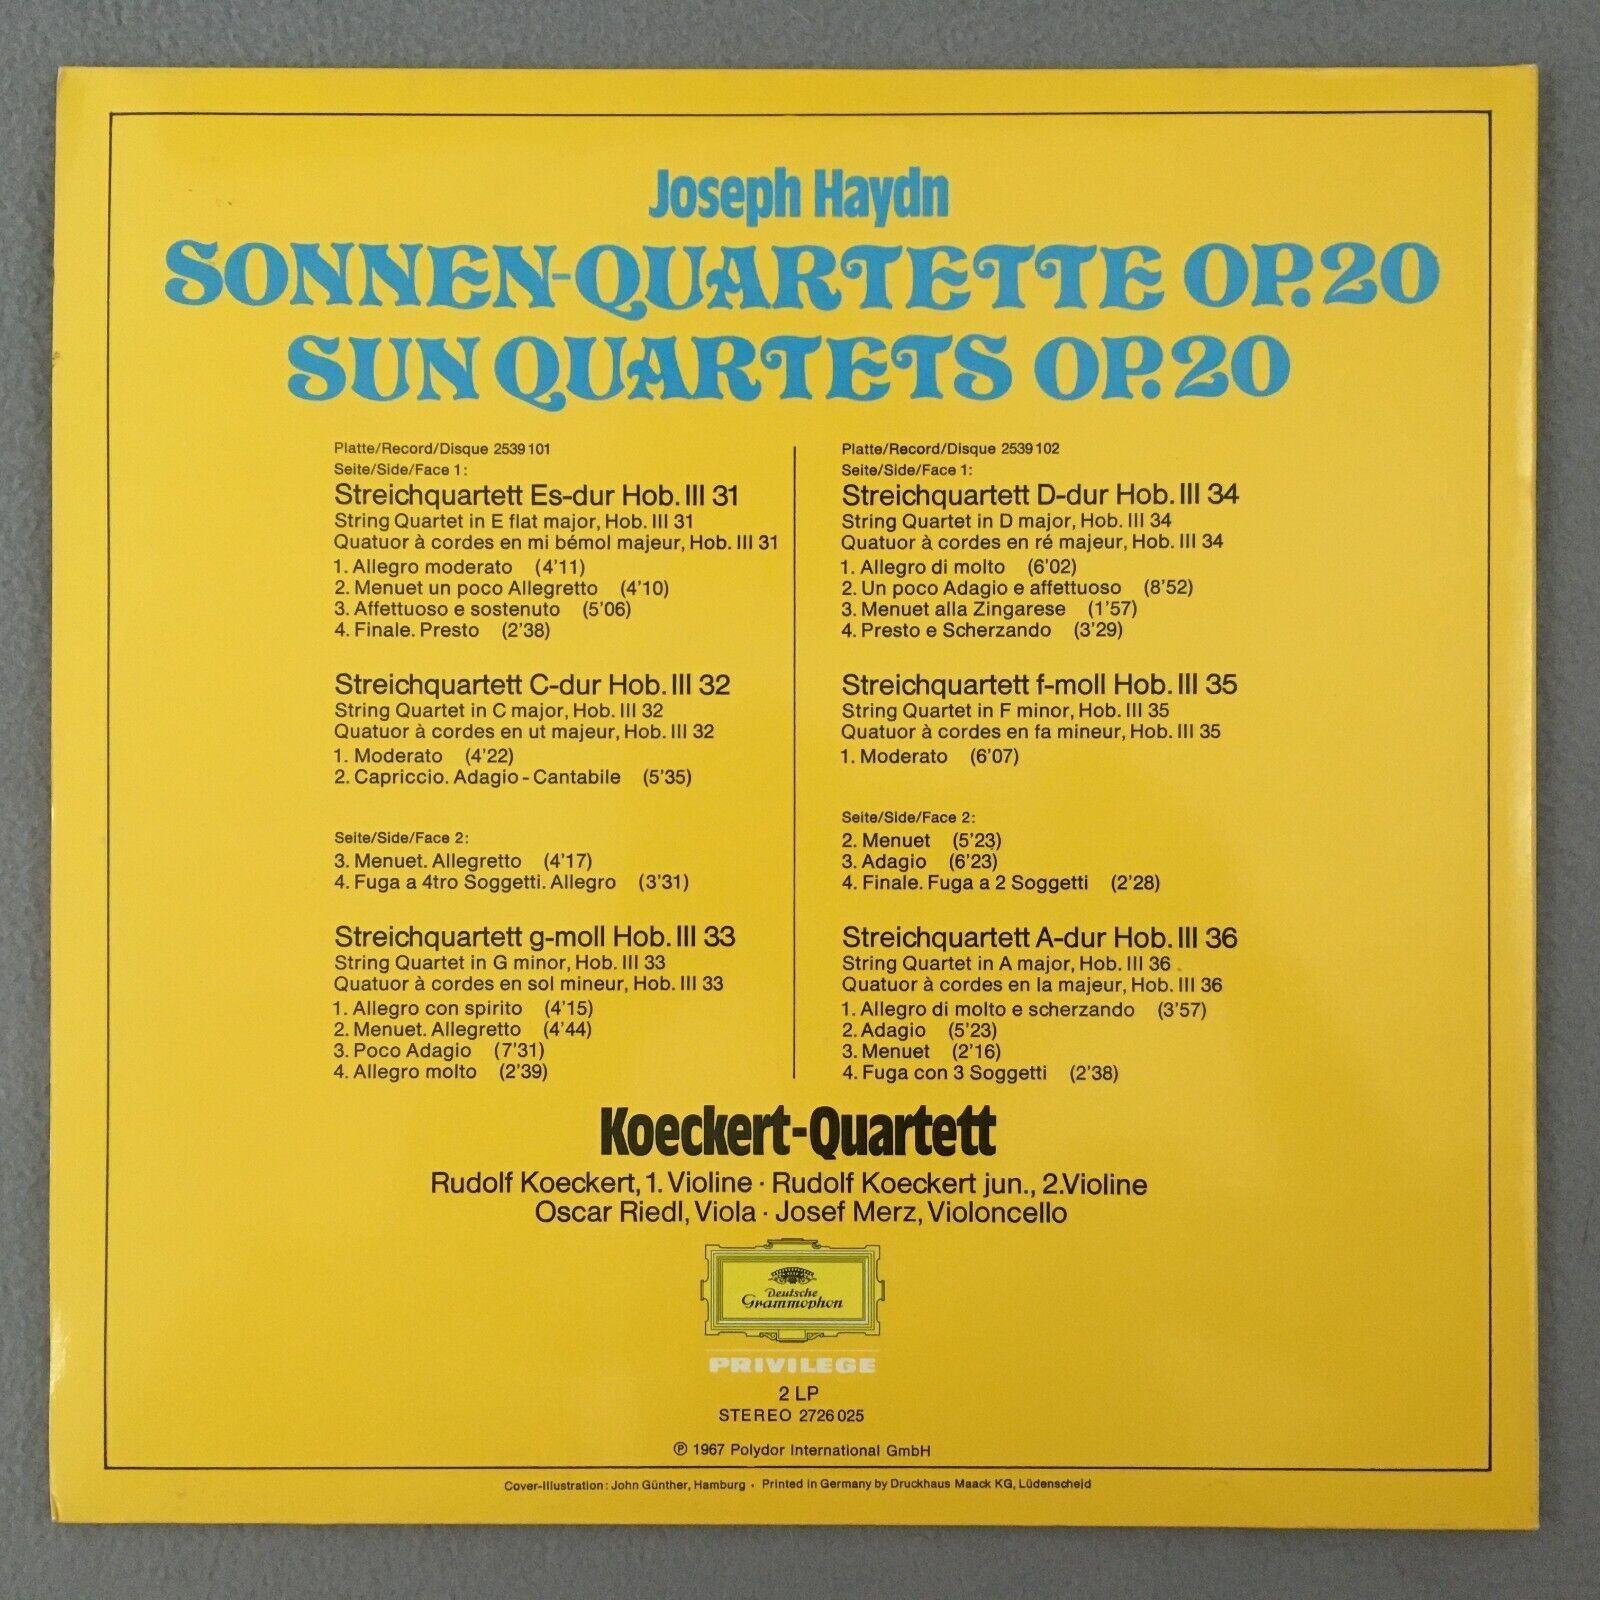 Joseph Haydn
SONNEN-QUARTETTE OP.20
SUN QUARTETS OP.20
Platte/Record/Disque 2539 101
Seite/Side/Face 1:
Streichquartett Es-dur Hob. III 31
String Quartet in E flat major, Hob. III 31
Quatuor à cordes en mi bémol majeur, Hob. III 31
1. Allegro moderato (4'11)
2. Menuet un poco Allegretto (4'10)
3. Affettuoso e sostenuto (5'06)
4. Finale. Presto (2'38)
Streichquartett C-dur Hob. III 32
String Quartet in C major, Hob. III 32
Quatuor à cordes en ut majeur, Hob. III 32
1. Moderato (4'22)
2. Capriccio. Adagio - Cantabile (5'35)
Seite/Side/Face 2:
3. Menuet. Allegretto (4'17)
4. Fuga a 4tro Soggetti. Allegro (3'31)
Streichquartett g-moll Hob. III 33
String Quartet in G minor, Hob. III 33
Quatuor à cordes en sol mineur, Hob. III 33
1. Allegro con spirito (4'15)
2. Menuet. Allegretto (4'44)
3. Poco Adagio (7'31)
4. Allegro molto (2'39)
Platte/Record/Disque 2539 102
Seite/Side/Face 1:
Streichquartett D-dur Hob. III 34
String Quartet in D major, Hob. III 34
Quatuor à cordes en ré majeur, Hob. III 34
1. Allegro di molto (6'02)
2. Un poco Adagio e affettuoso (8'52)
3. Menuet alla Zingarese (1'57)
4. Presto e Scherzando (3'29)
Streichquartett f-moll Hob. III 35
String Quartet in F minor, Hob. III 35
Quatuor à cordes en fa mineur, Hob. III 35
1. Moderato (6'07)
Seite/Side/Face 2:
2. Menuet (5'23)
3. Adagio (6'23)
4. Finale. Fuga a 2 Soggetti (2'28)
Streichquartett A-dur Hob. III 36
String Quartet in A major, Hob. III 36
Quatuor à cordes en la majeur, Hob. III 36
1. Allegro di molto e scherzando (3'57)
2. Adagio (5'23)
3. Menuet (2'16)
4. Fuga con 3 Soggetti (2'38)
Koeckert-Quartett
Rudolf Koeckert, 1. Violine · Rudolf Koeckert jun., 2.Violine
Oscar Riedl, Viola · Josef Merz, Violoncello
Deutsche
Grammophon
PRIVILEGE
2 LP
STEREO 2726 025
℗ 1967 Polydor International GmbH
Cover-Illustration: John Günther, Hamburg · Printed in Germany by Druckhaus Maack KG, Lüdenscheid